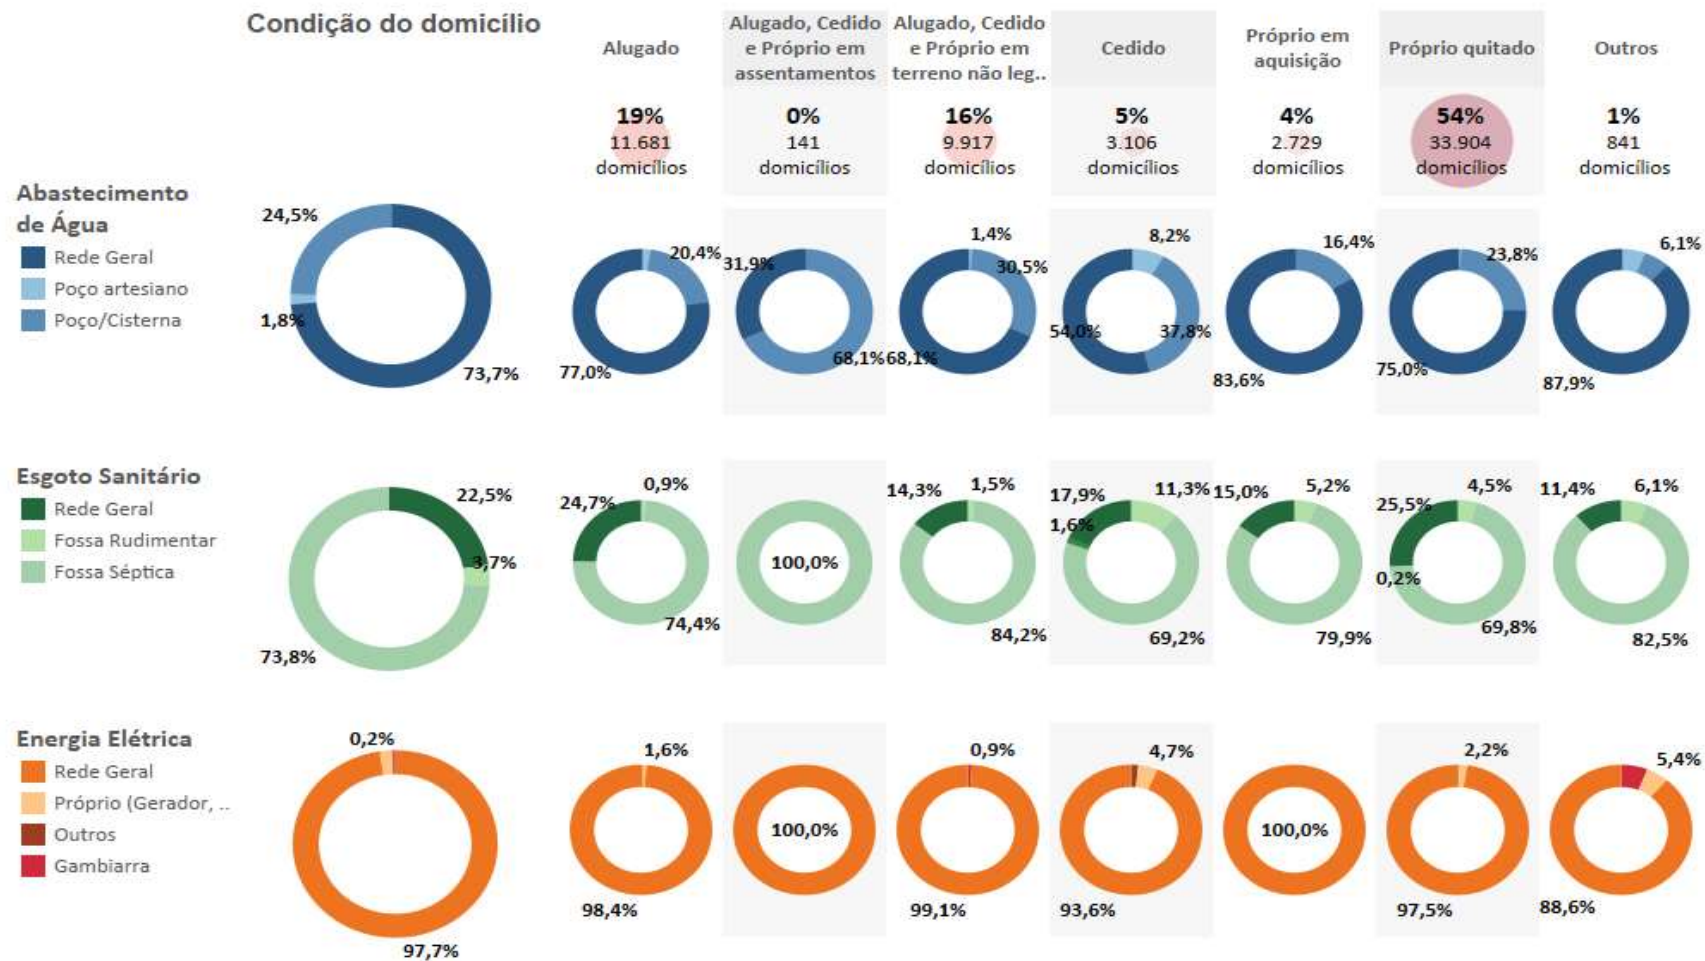 Condição do domicílio
Alugado
Alugado, Cedido
e Próprio em
assentamentos
Alugado, Cedido
e Próprio em
terreno não leg..
Cedido
Próprio em
aquisição
Próprio quitado
Outros
19%
11.681
domicílios
0%
141
domicílios
16%
9.917
domicílios
5%
3.106
domicílios
4%
2.729
domicílios
54%
33.904
domicílios
1%
841
domicílios
Abastecimento
de Água
Rede Geral
Poço artesiano
Poço/Cisterna
24,5%
1,8%
73,7%
20,4%
77,0%
31,9%
68,1%
1,4%
30,5%
68,1%
8,2%
54,0%
37,8%
16,4%
83,6%
23,8%
75,0%
6,1%
87,9%
Esgoto Sanitário
Rede Geral
Fossa Rudimentar
Fossa Séptica
22,5%
3,7%
73,8%
24,7%
0,9%
74,4%
100,0%
14,3%
1,5%
84,2%
17,9%
1,6%
11,3%
69,2%
15,0%
5,2%
79,9%
25,5%
4,5%
0,2%
69,8%
11,4%
6,1%
82,5%
Energia Elétrica
Rede Geral
Próprio (Gerador, ..
Outros
Gambiarra
0,2%
97,7%
1,6%
98,4%
100,0%
0,9%
99,1%
4,7%
93,6%
100,0%
2,2%
97,5%
5,4%
88,6%